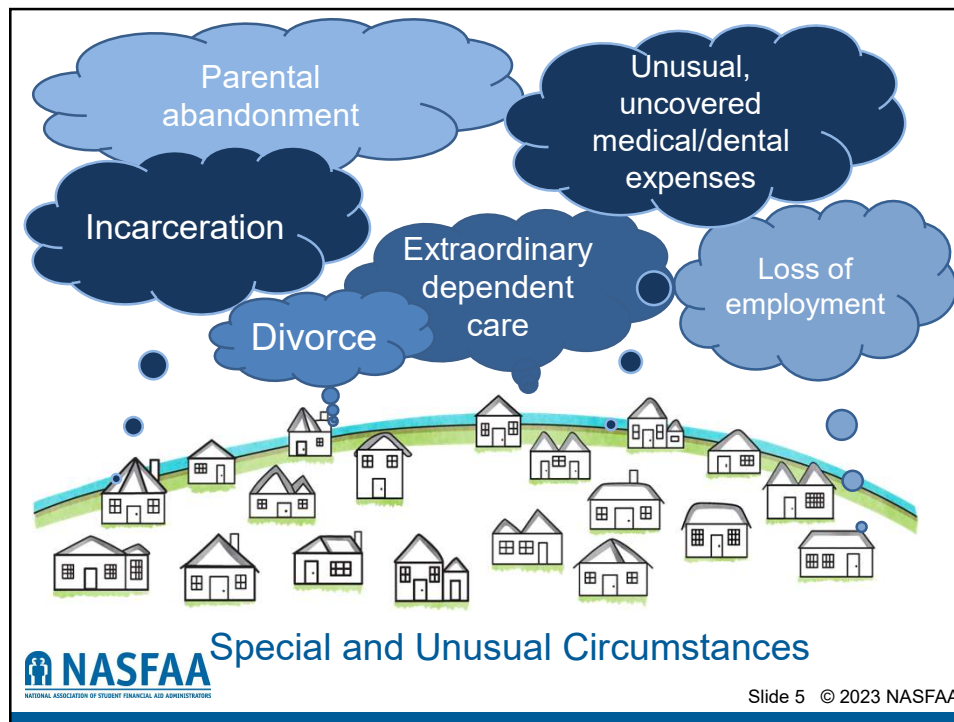 Parental
abandonment
Unusual,
uncovered
medical/dental
expenses
Incarceration
Extraordinary
dependent
care
Loss of
employment
Divorce
Special and Unusual Circumstances
NASFAA
NATIONAL ASSOCIATION OF STUDENT FINANCIAL AID ADMINISTRATORS
Slide 5 © 2023 NASFAA